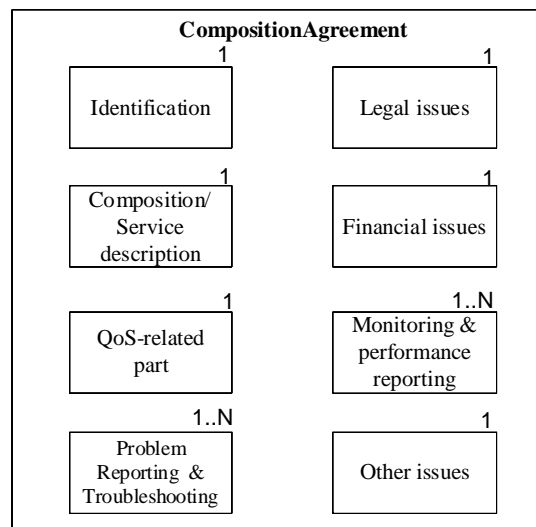 CompositionAgreement
1
Identification
1
Legal issues
1
Composition/
Service
description
1
Financial issues
1
QoS-related
part
1..N
Monitoring &
performance
reporting
1..N
Problem
Reporting &
Troubleshooting
1
Other issues